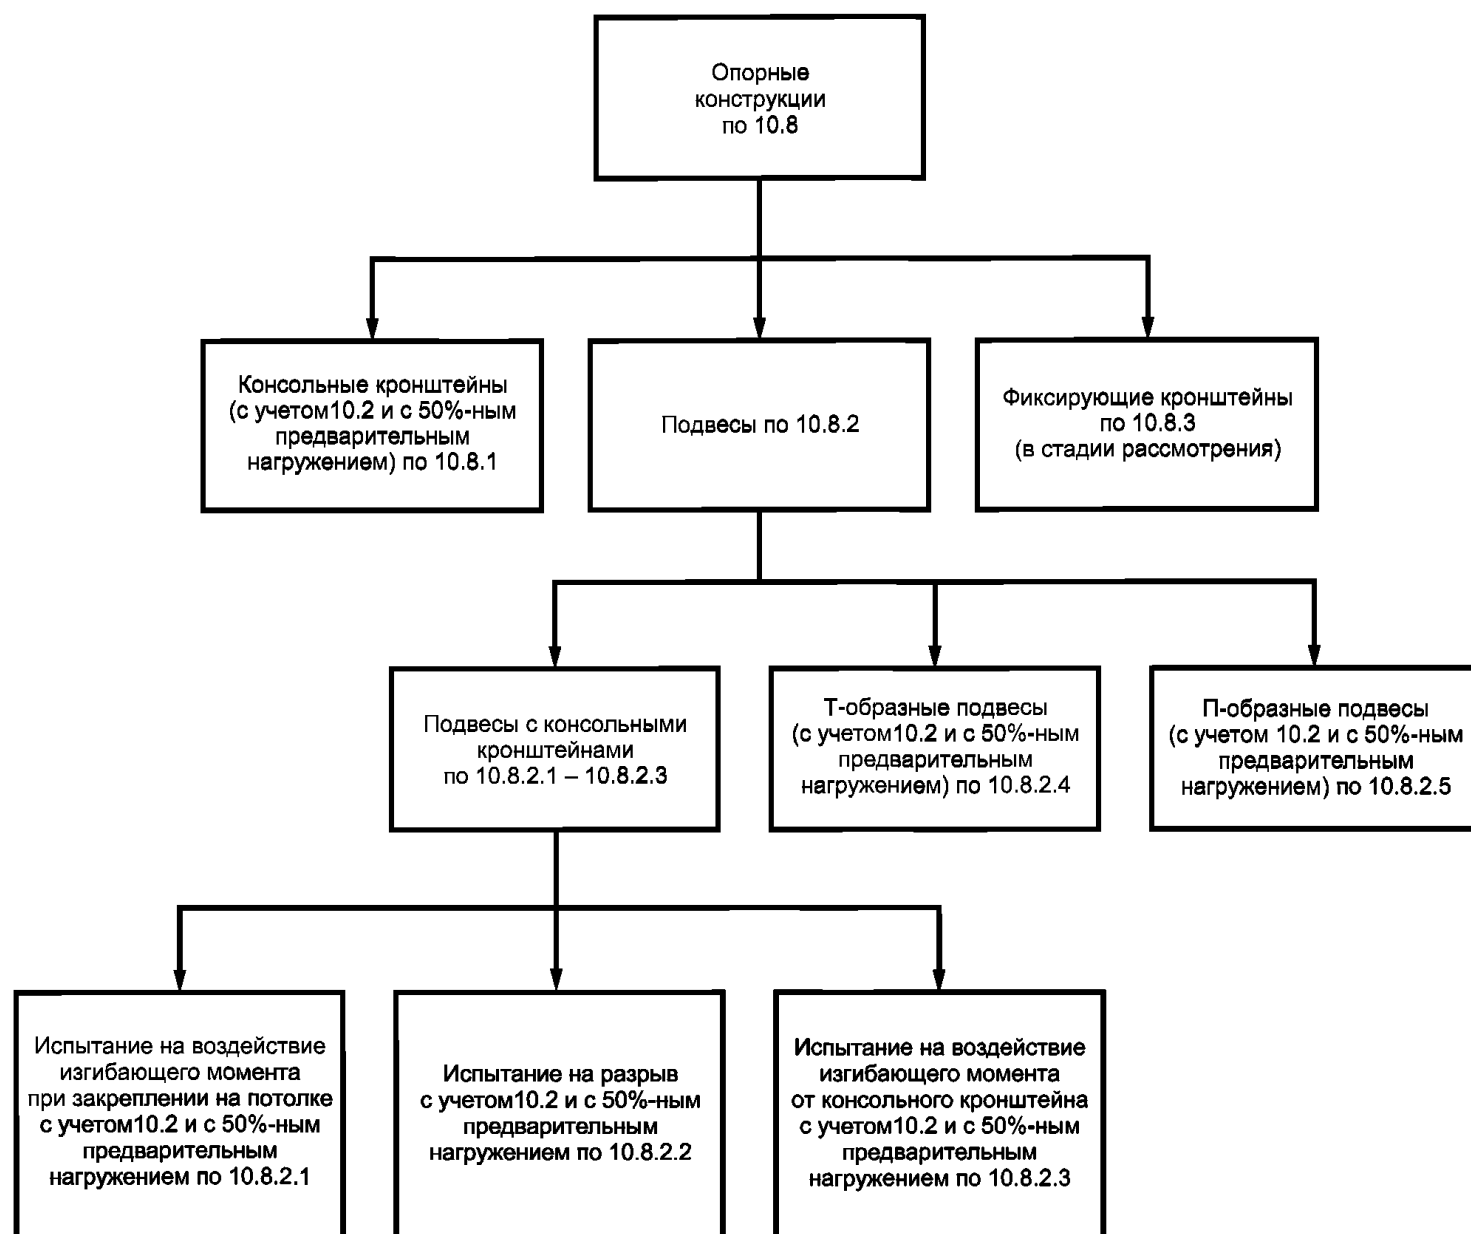 Опорные
конструкции
по 10.8
Консольные кронштейны
(с учетом10.2 и с 50%-ным
предварительным
нагружением) по 10.8.1
Подвесы по 10.8.2
Фиксирующие кронштейны
по 10.8.3
(в стадии рассмотрения)
Подвесы с консольными
кронштейнами
по 10.8.2.1 – 10.8.2.3
Т-образные подвесы
(с учетом10.2 и с 50%-ным
предварительным
нагружением) по 10.8.2.4
П-образные подвесы
(с учетом 10.2 и с 50%-ным
предварительным
нагружением) по 10.8.2.5
Испытание на воздействие
изгибающего момента
при закреплении на потолке
с учетом10.2 и с 50%-ным
предварительным
нагружением по 10.8.2.1
Испытание на разрыв
с учетом10.2 и с 50%-ным
предварительным
нагружением по 10.8.2.2
Испытание на воздействие
изгибающего момента
от консольного кронштейна
с учетом10.2 и с 50%-ным
предварительным
нагружением по 10.8.2.3